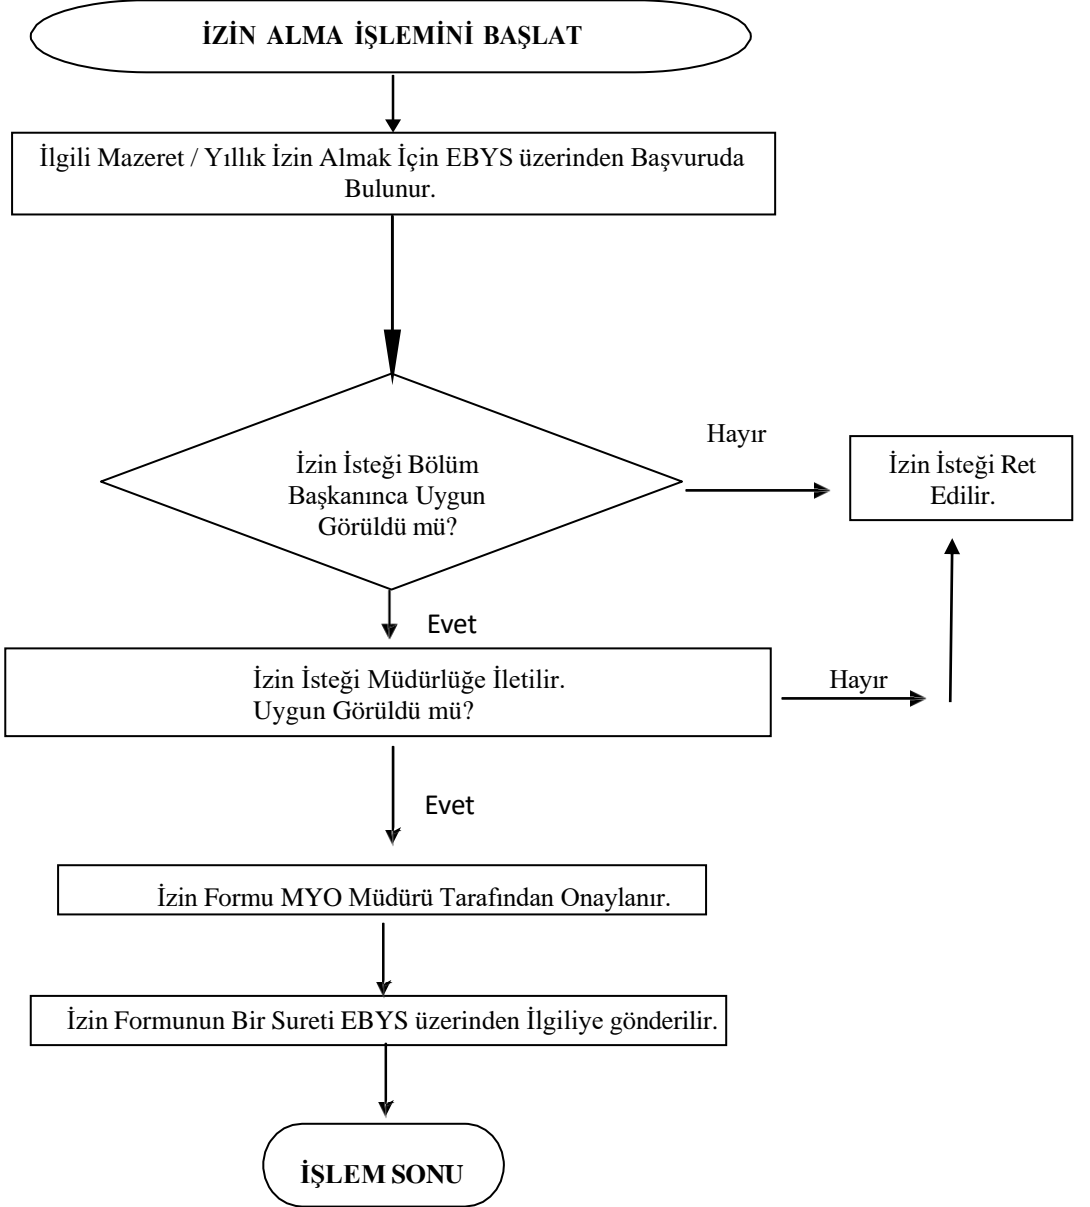 İZİN ALMA İŞLEMİNİ BAŞLAT
İlgili Mazeret / Yıllık İzin Almak İçin EBYS üzerinden Başvuruda
Bulunur.
Hayır
İzin İsteği Bölüm
Başkanınca Uygun
Görüldü mü?
İzin İsteği Ret
Edilir.
Evet
İzin İsteği Müdürlüğe İletilir.
Uygun Görüldü mü?
Hayır
Evet
İzin Formu MYO Müdürü Tarafından Onaylanır.
İzin Formunun Bir Sureti EBYS üzerinden İlgiliye gönderilir.
İŞLEM SONU